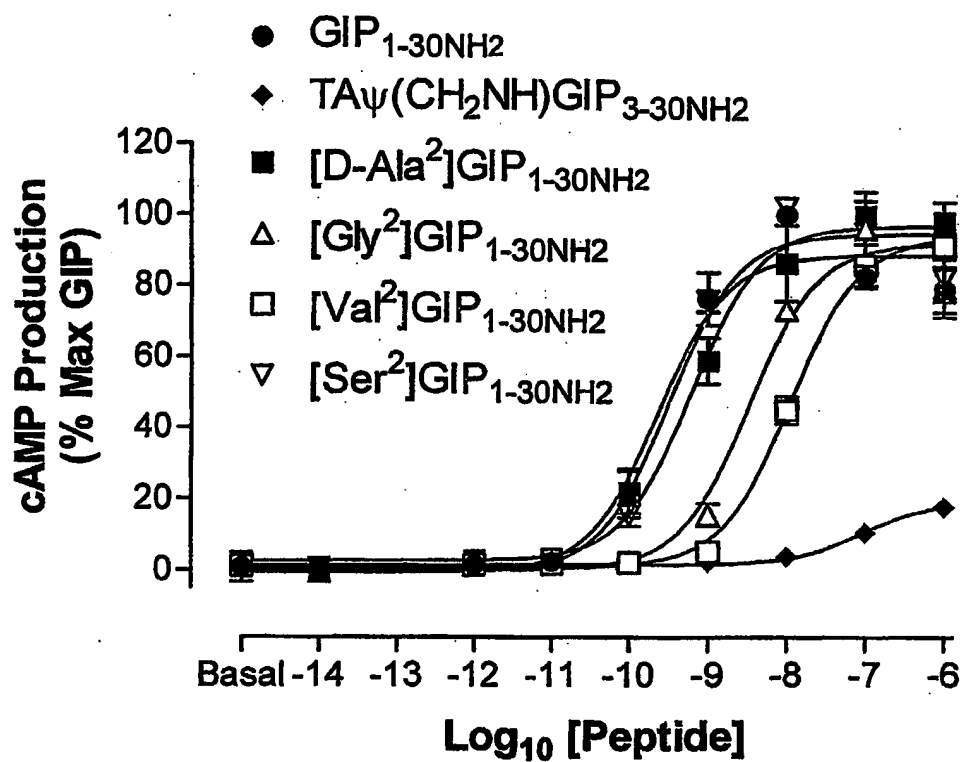 GIP1-30NH2
TAψ(CH2NH)GIP3-30NH2
[D-Ala2]GIP1-30NH2
[Gly2]GIP1-30NH2
[Val2]GIP1-30NH2
[Ser2]GIP1-30NH2
cAMP Production
(% Max GIP)
120
100
80
60
40
20
0
Basal -14 -13 -12 -11 -10 -9 -8 -7 -6
Log10 [Peptide]